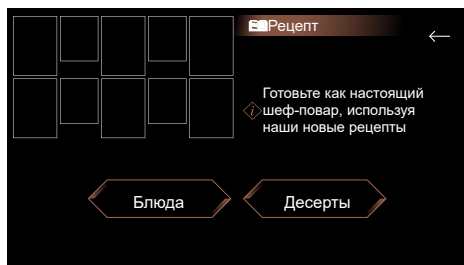 Рецепт
Готовьте как настоящий
шеф-повар, используя
наши новые рецепты
Блюда
Десерты